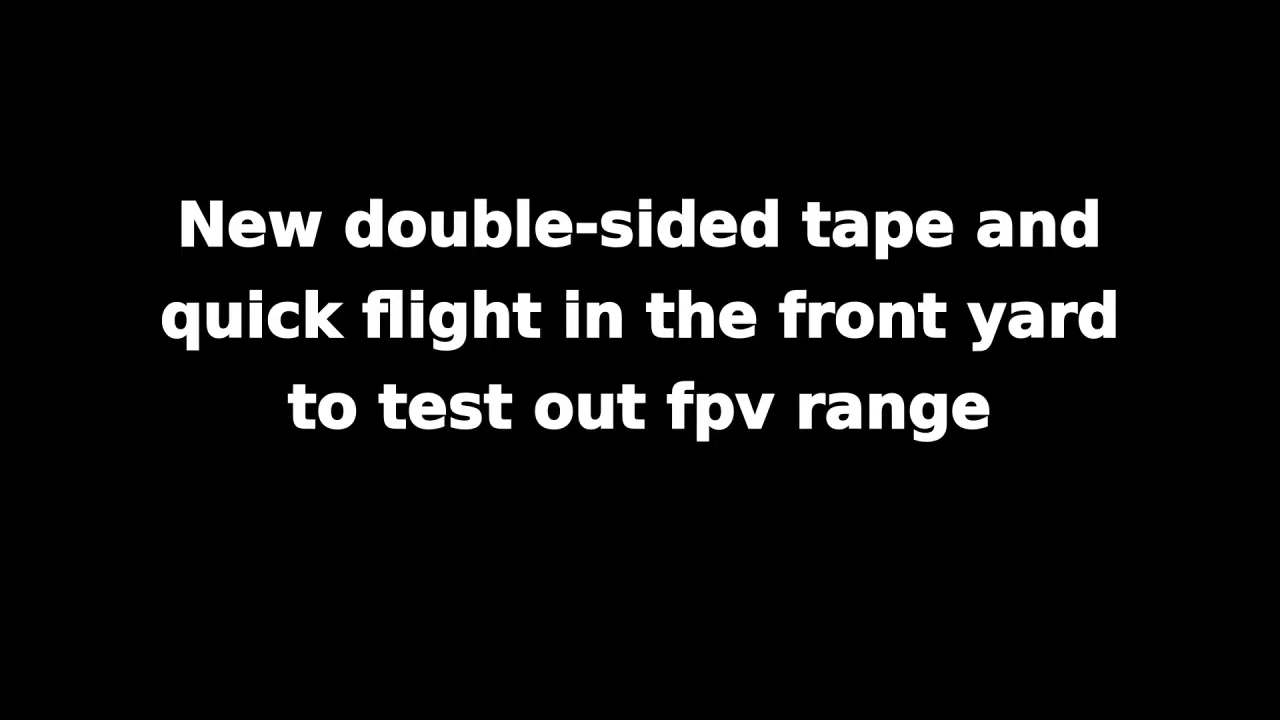 New double-sided tape and
quick flight in the front yard
to test out fpv range